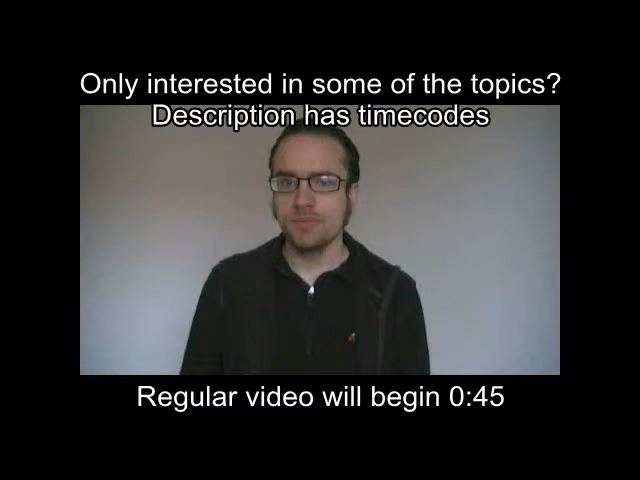 Only interested in some of the topics?
Description has timecodes
Regular video will begin 0:45